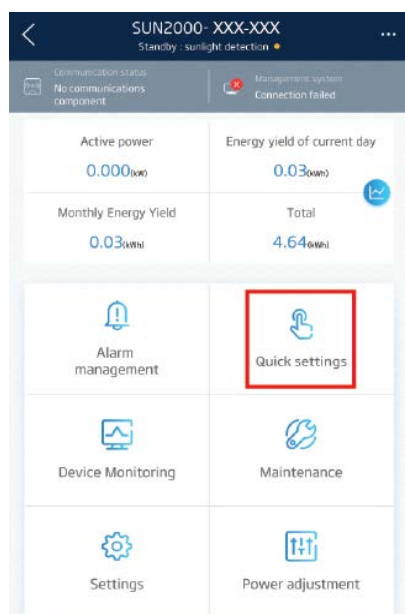 SUN2000- XXX-XXX
Standby : sunlight detection
Communication status
No communications
component
Management system
Connection failed
Active power
0.000(kW)
Energy yield of current day
0.03(kWh)
Monthly Energy Yield
0.03(kWh)
Total
4.64(kWh)
Alarm
management
Quick settings
Device Monitoring
Maintenance
Settings
Power adjustment